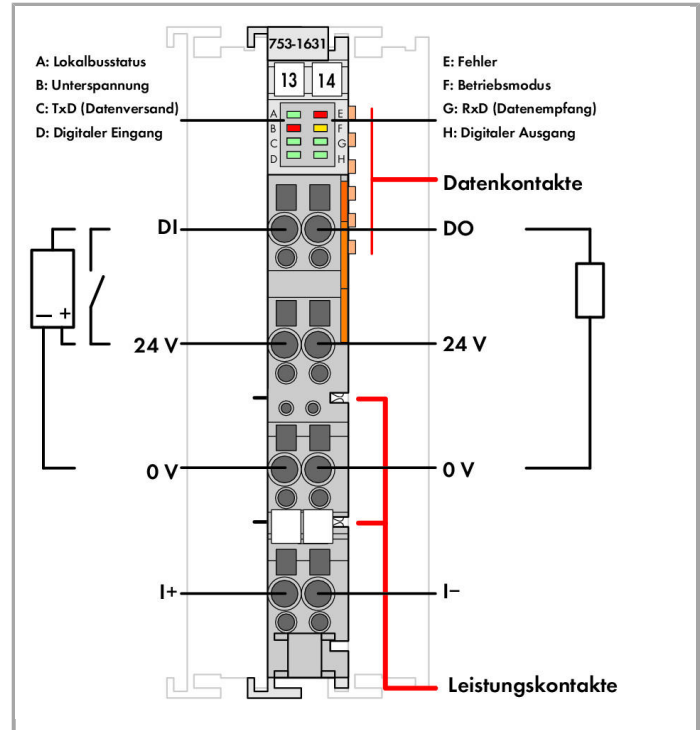 753-1631
13 14
A: Lokalbusstatus
B: Unterspannung
C: TxD (Datenversand)
D: Digitaler Eingang
E: Fehler
F: Betriebsmodus
G: RxD (Datenempfang)
H: Digitaler Ausgang
A E
B F
C G
D H
Datenkontakte
DI DO
– +
24 V 24 V
0 V 0 V
I+ I–
Leistungskontakte